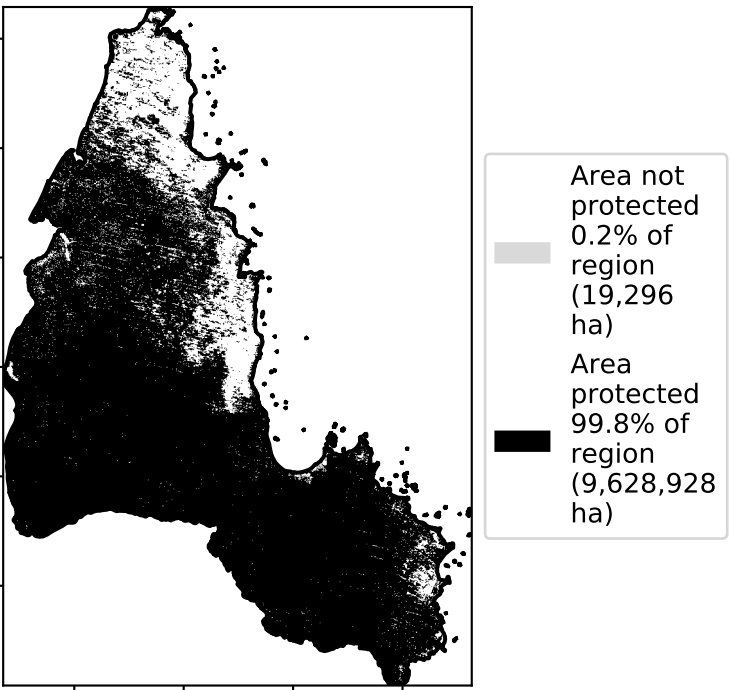 Area not
protected
0.2% of
region
(19,296
ha)
Area
protected
99.8% of
region
(9,628,928
ha)